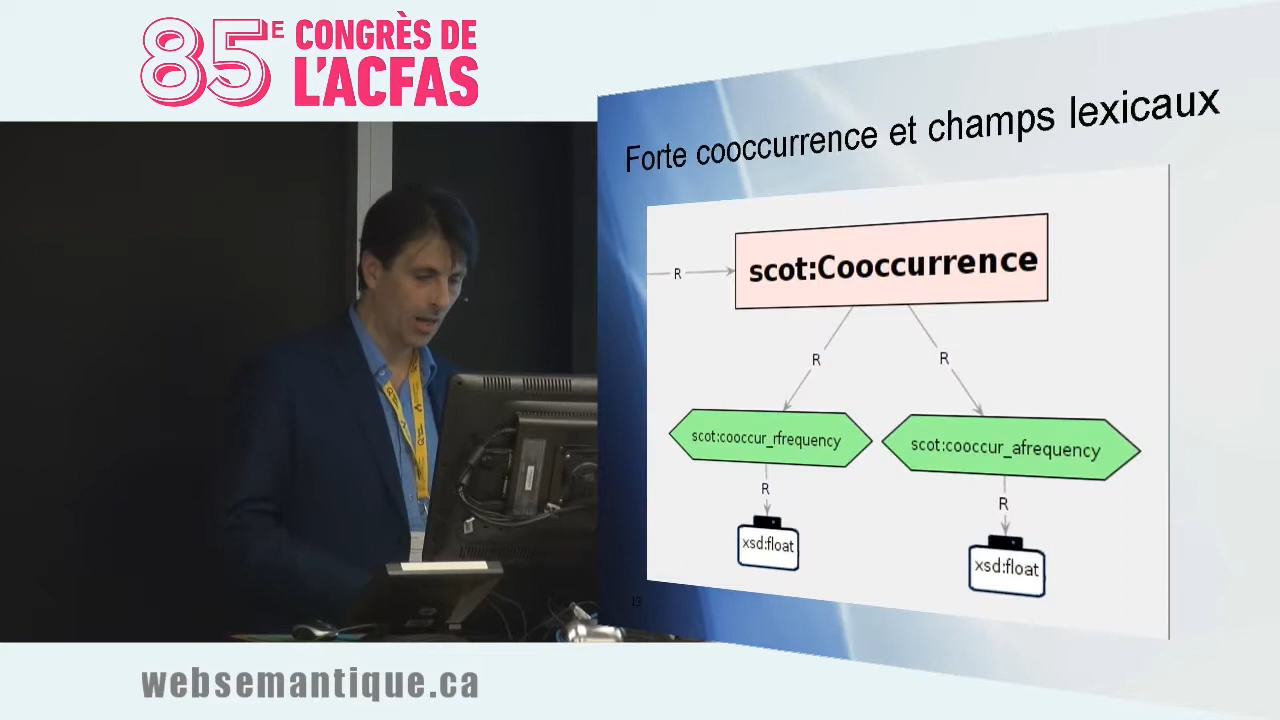 85E CONGRÈS DE
L'ACFAS
Forte cooccurrence et champs lexicaux
R
scot:Cooccurrence
R
R
scot:cooccur_rfrequency
scot:cooccur_afrequency
R
R
xsd:float
xsd:float
13
websemantique.ca